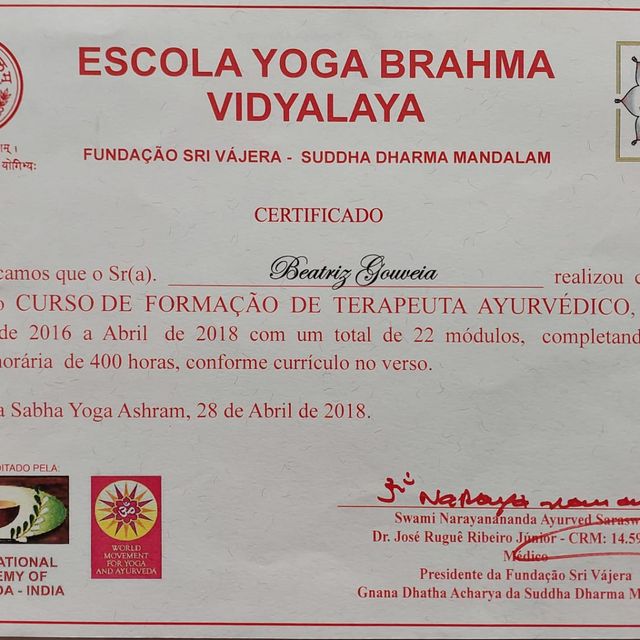 ESCOLA YOGA BRAHMA
VIDYALAYA
योगिभ्यः
FUNDAÇÃO SRI VÁJERA - SUDDHA DHARMA MANDALAM
CERTIFICADO
camos que o Sr(a). Beatriz Gouveia realizou
CURSO DE FORMAÇÃO DE TERAPEUTA AYURVÉDICO,
de 2016 a Abril de 2018 com um total de 22 módulos, completand
horária de 400 horas, conforme currículo no verso.
a Sabha Yoga Ashram, 28 de Abril de 2018.
DITADO PELA:
WORLD
MOVEMENT
FOR YOGA
AND AYURVEDA
ATIONAL
EMY OF
DA - INDIA
Swami Narayanananda Ayurved Sarasw
Dr. José Ruguê Ribeiro Júnior - CRM: 14.59
Médico
Presidente da Fundação Sri Vájera
Gnana Dhatha Acharya da Suddha Dharma M